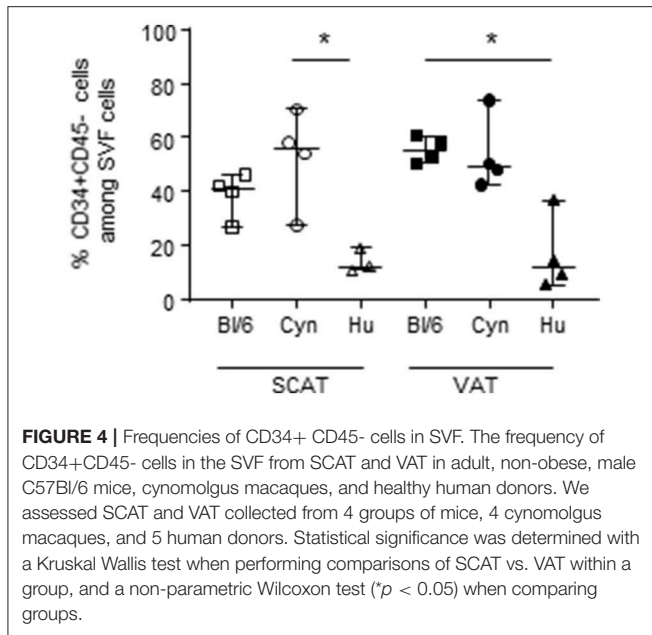 100
80
60
40
20
0
% CD34+CD45- cells
among SVF cells
* *
Bl/6 Cyn Hu Bl/6 Cyn Hu
SCAT VAT
FIGURE 4 | Frequencies of CD34+ CD45- cells in SVF. The frequency of
CD34+CD45- cells in the SVF from SCAT and VAT in adult, non-obese, male
C57Bl/6 mice, cynomolgus macaques, and healthy human donors. We
assessed SCAT and VAT collected from 4 groups of mice, 4 cynomolgus
macaques, and 5 human donors. Statistical significance was determined with
a Kruskal Wallis test when performing comparisons of SCAT vs. VAT within a
group, and a non-parametric Wilcoxon test (*p < 0.05) when comparing
groups.